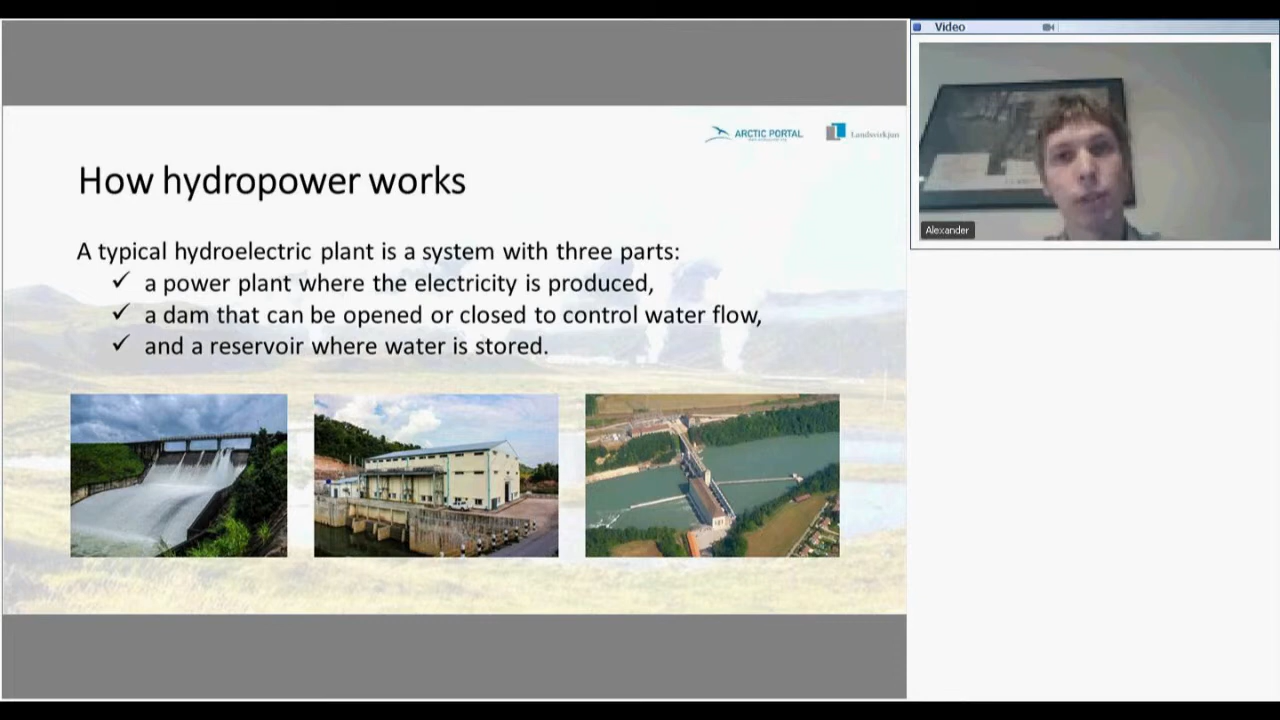 Video
ARCTIC PORTAL
Landsvirkjun
How hydropower works
Alexander
A typical hydroelectric plant is a system with three parts:
✓ a power plant where the electricity is produced,
✓ a dam that can be opened or closed to control water flow,
✓ and a reservoir where water is stored.